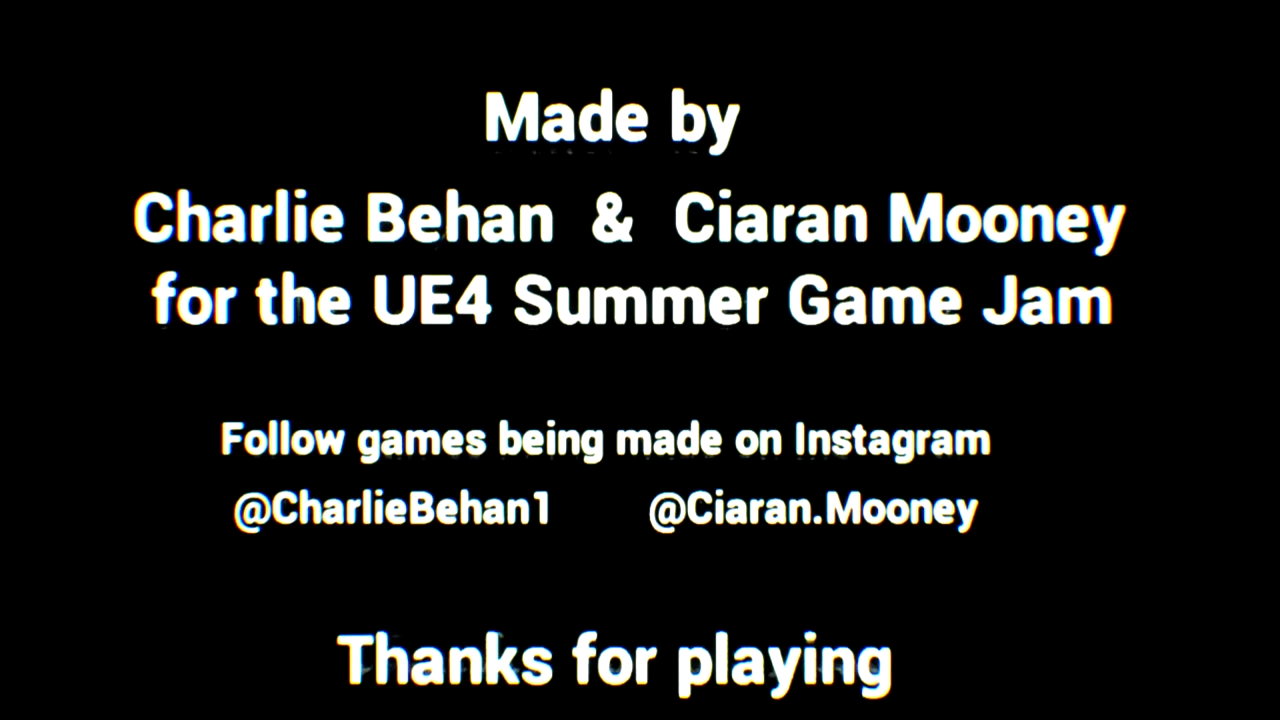 Made by
Charlie Behan & Ciaran Mooney
for the UE4 Summer Game Jam
Follow games being made on Instagram
@CharlieBehan1 @Ciaran.Mooney
Thanks for playing